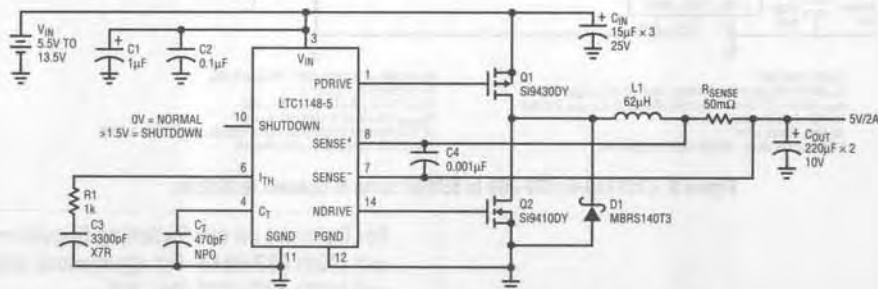 VIN
5.5V TO
13.5V
+
C1
1µF
C2
0.1µF
3
VIN
+
CIN
15µF × 3
25V
PDRIVE
1
Q1
Si9430DY
LTC1148-5
0V = NORMAL
>1.5V = SHUTDOWN
10
SHUTDOWN
SENSE+
8
C4
0.001µF
SENSE–
7
L1
62µH
RSENSE
50mΩ
5V/2A
+
COUT
220µF × 2
10V
6
ITH
R1
1k
C3
3300pF
X7R
4
CT
CT
470pF
NPO
NDRIVE
14
Q2
Si9410DY
D1
MBRS140T3
SGND
PGND
11
12